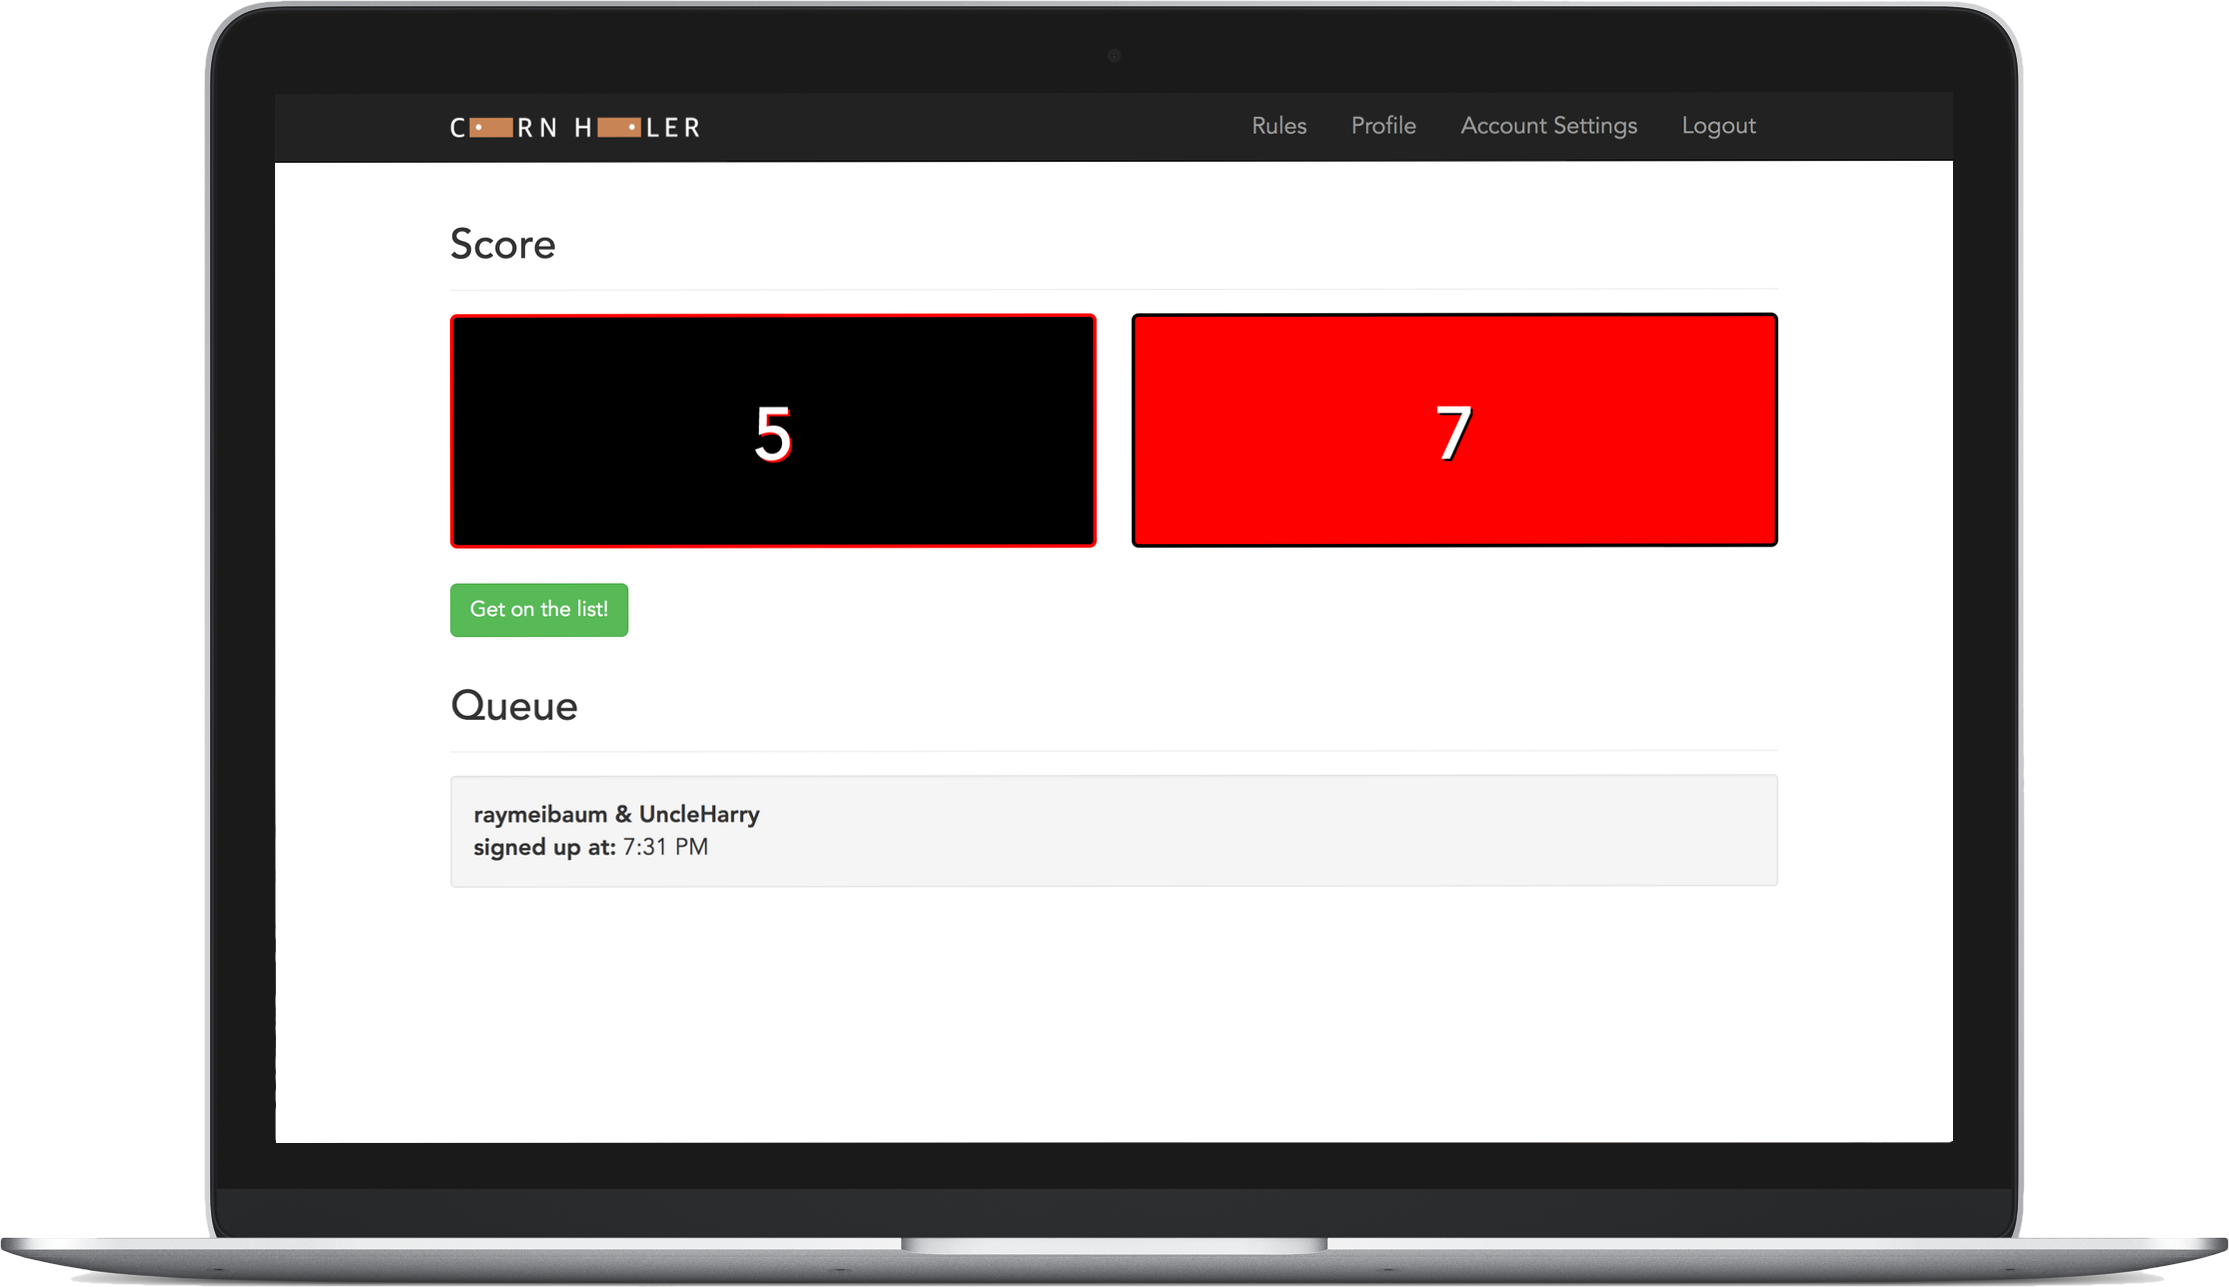 C RN H LER
Rules Profile Account Settings Logout
Score
5 7
Get on the list!
Queue
raymeibaum & UncleHarry
signed up at: 7:31 PM